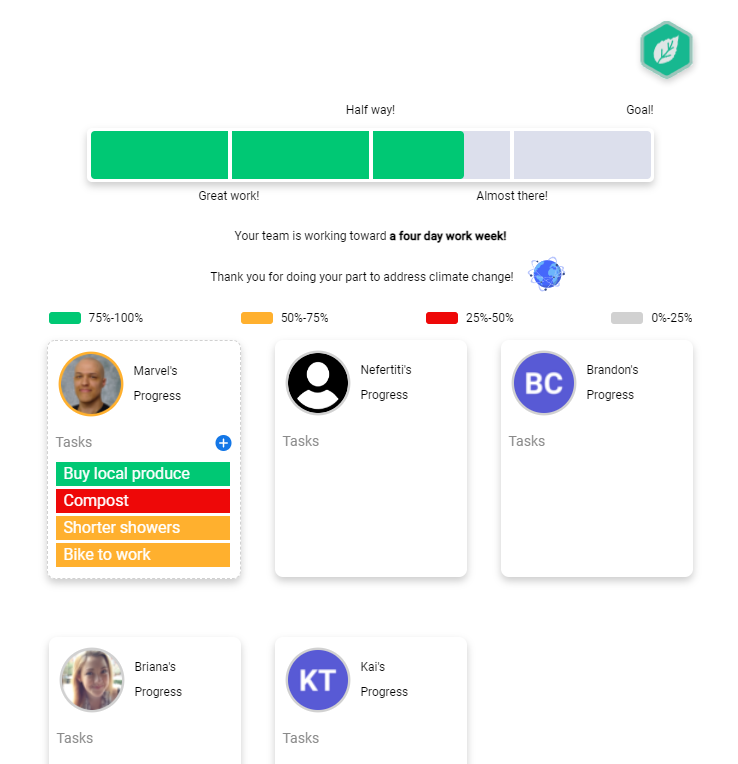 Half way!
Goal!
Great work!
Almost there!
Your team is working toward a four day work week!
Thank you for doing your part to address climate change!
75%-100%
50%-75%
25%-50%
0%-25%
Marvel's
Progress
Tasks
Buy local produce
Compost
Shorter showers
Bike to work
Nefertiti's
Progress
Tasks
BC
Brandon's
Progress
Tasks
Briana's
Progress
Tasks
KT
Kai's
Progress
Tasks